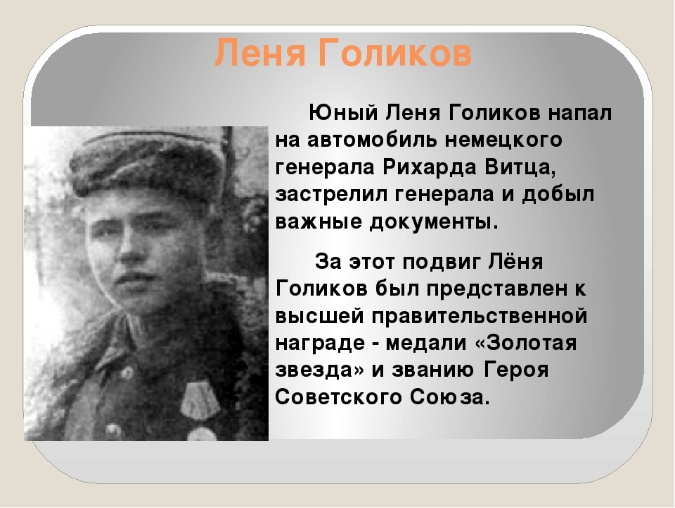 Леня Голиков
Юный Леня Голиков напал
на автомобиль немецкого
генерала Рихарда Витца,
застрелил генерала и добыл
важные документы.
За этот подвиг Лёня
Голиков был представлен к
высшей правительственной
награде - медали «Золотая
звезда» и званию Героя
Советского Союза.